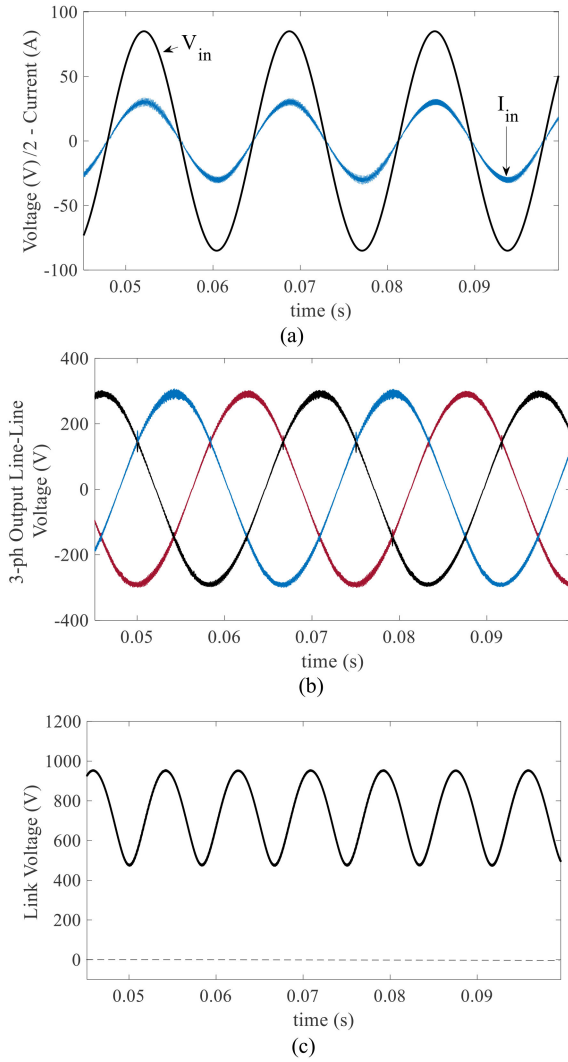 100
50
0
-50
-100
Voltage (V)/2 - Current (A)
V_in
I_in
0.05 0.06 0.07 0.08 0.09
time (s)
(a)
400
200
0
-200
-400
3-ph Output Line-Line
Voltage (V)
0.05 0.06 0.07 0.08 0.09
time (s)
(b)
1200
1000
800
600
400
200
0
Link Voltage (V)
0.05 0.06 0.07 0.08 0.09
time (s)
(c)